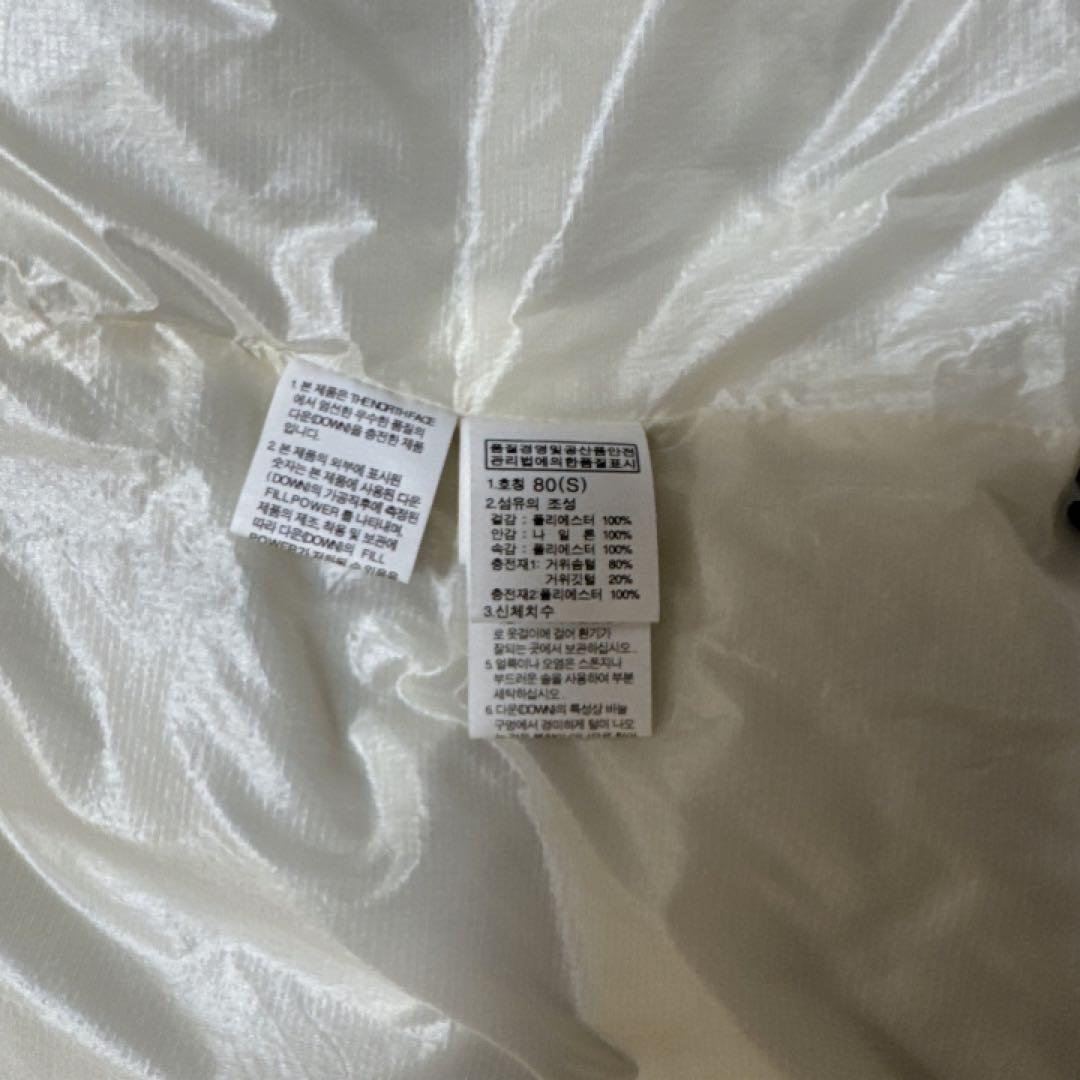 1. 본 제품은 THE NORTH FACE
에서 엄선한 우수한 품질의
다운(DOWN)을 충전한 제품
입니다.
2. 본 제품의 외부에 표시된
숫자는 본 제품에 사용된 다운
(DOWN)의 가공직후에 측정된
FILL POWER 를 나타내며,
제품의 제조, 착용 및 보관에
따라 다운(DOWN)의 FILL
POWER가
품질경영및공산품안전
관리법에의한품질표시
1.호칭 80(S)
2.섬유의 조성
겉감 : 폴리에스터 100%
안감 : 나 일 론 100%
속감 : 폴리에스터 100%
충전재1: 거위솜털 80%
거위깃털 20%
충전재2:폴리에스터 100%
3.신체치수
로 옷걸이에 걸어 환기가
잘되는 곳에서 보관하십시오..
5. 얼룩이나 오염은 스폰지나
부드러운 솔을 사용하여 부분
세탁하십시오..
6. 다운(DOWN)의 특성상 바늘
구멍에서 경미하게 털이 나오